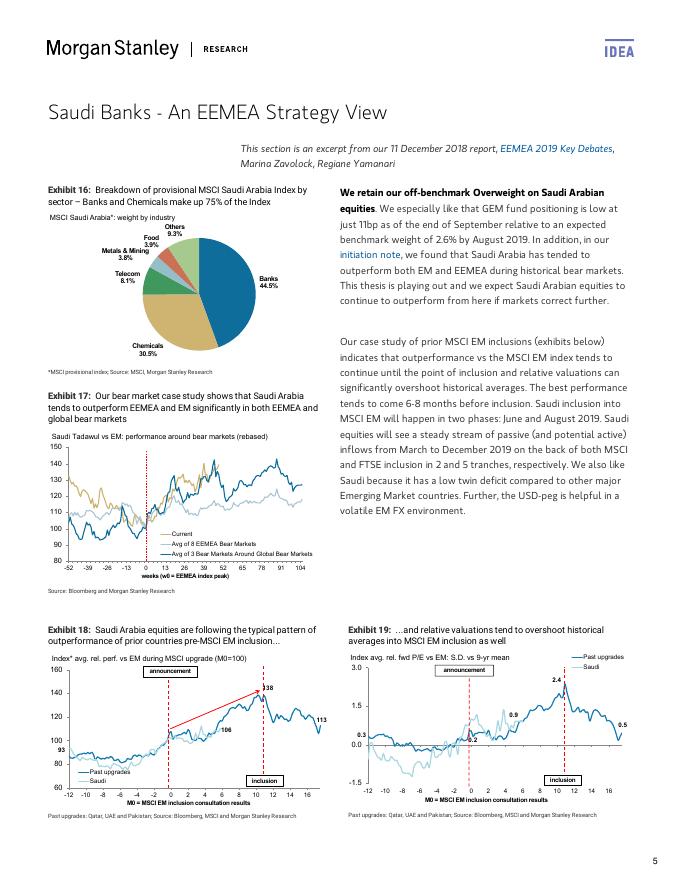 Morgan Stanley | RESEARCH
IDEA
Saudi Banks - An EEMEA Strategy View
This section is an excerpt from our 11 December 2018 report, EEMEA 2019 Key Debates,
Marina Zavolock, Regiane Yamanari
Exhibit 16: Breakdown of provisional MSCI Saudi Arabia Index by
sector – Banks and Chemicals make up 75% of the Index
MSCI Saudi Arabia*: weight by industry
Others
9.3%
Food
3.9%
Metals & Mining
3.8%
Telecom
8.1%
Banks
44.5%
Chemicals
30.5%
*MSCI provisional index; Source: MSCI, Morgan Stanley Research
Exhibit 17: Our bear market case study shows that Saudi Arabia
tends to outperform EEMEA and EM significantly in both EEMEA and
global bear markets
Saudi Tadawul vs EM: performance around bear markets (rebased)
150
140
130
120
110
100
90
80
Current
Avg of 8 EEMEA Bear Markets
Avg of 3 Bear Markets Around Global Bear Markets
-52 -39 -26 -13 0 13 26 39 52 65 78 91 104
weeks (w0 = EEMEA index peak)
Source: Bloomberg and Morgan Stanley Research
We retain our off-benchmark Overweight on Saudi Arabian
equities. We especially like that GEM fund positioning is low at
just 11bp as of the end of September relative to an expected
benchmark weight of 2.6% by August 2019. In addition, in our
initiation note, we found that Saudi Arabia has tended to
outperform both EM and EEMEA during historical bear markets.
This thesis is playing out and we expect Saudi Arabian equities to
continue to outperform from here if markets correct further.
Our case study of prior MSCI EM inclusions (exhibits below)
indicates that outperformance vs the MSCI EM index tends to
continue until the point of inclusion and relative valuations can
significantly overshoot historical averages. The best performance
tends to come 6-8 months before inclusion. Saudi inclusion into
MSCI EM will happen in two phases: June and August 2019. Saudi
equities will see a steady stream of passive (and potential active)
inflows from March to December 2019 on the back of both MSCI
and FTSE inclusion in 2 and 5 tranches, respectively. We also like
Saudi because it has a low twin deficit compared to other major
Emerging Market countries. Further, the USD-peg is helpful in a
volatile EM FX environment.
Exhibit 18: Saudi Arabia equities are following the typical pattern of
outperformance of prior countries pre-MSCI EM inclusion...
Index* avg. rel. perf. vs EM during MSCI upgrade (M0=100)
160
140
120
100
80
60
announcement
138
113
106
93
Past upgrades
Saudi
inclusion
-12 -10 -8 -6 -4 -2 0 2 4 6 8 10 12 14 16
M0 = MSCI EM inclusion consultation results
Past upgrades: Qatar, UAE and Pakistan; Source: Bloomberg, MSCI and Morgan Stanley Research
Exhibit 19: ...and relative valuations tend to overshoot historical
averages into MSCI EM inclusion as well
Index avg. rel. fwd P/E vs EM: S.D. vs 9-yr mean
Past upgrades
Saudi
3.0
1.5
0.0
-1.5
announcement
2.4
0.9
0.5
0.3
0.2
inclusion
-12 -10 -8 -6 -4 -2 0 2 4 6 8 10 12 14 16
M0 = MSCI EM inclusion consultation results
Past upgrades: Qatar, UAE and Pakistan; Source: Bloomberg, MSCI and Morgan Stanley Research
5